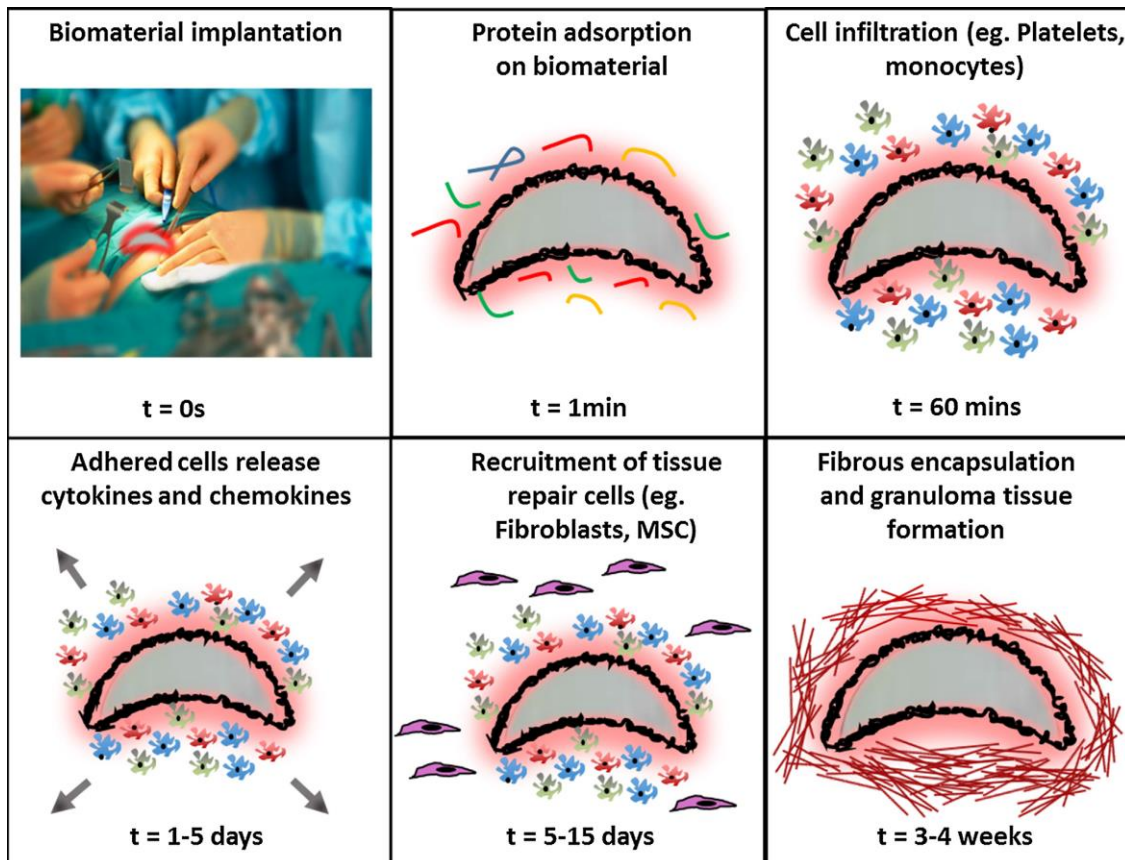 Biomaterial implantation
t = 0s
Protein adsorption
on biomaterial
t = 1min
Cell infiltration (eg. Platelets,
monocytes)
t = 60 mins
Adhered cells release
cytokines and chemokines
t = 1-5 days
Recruitment of tissue
repair cells (eg.
Fibroblasts, MSC)
t = 5-15 days
Fibrous encapsulation
and granuloma tissue
formation
t = 3-4 weeks